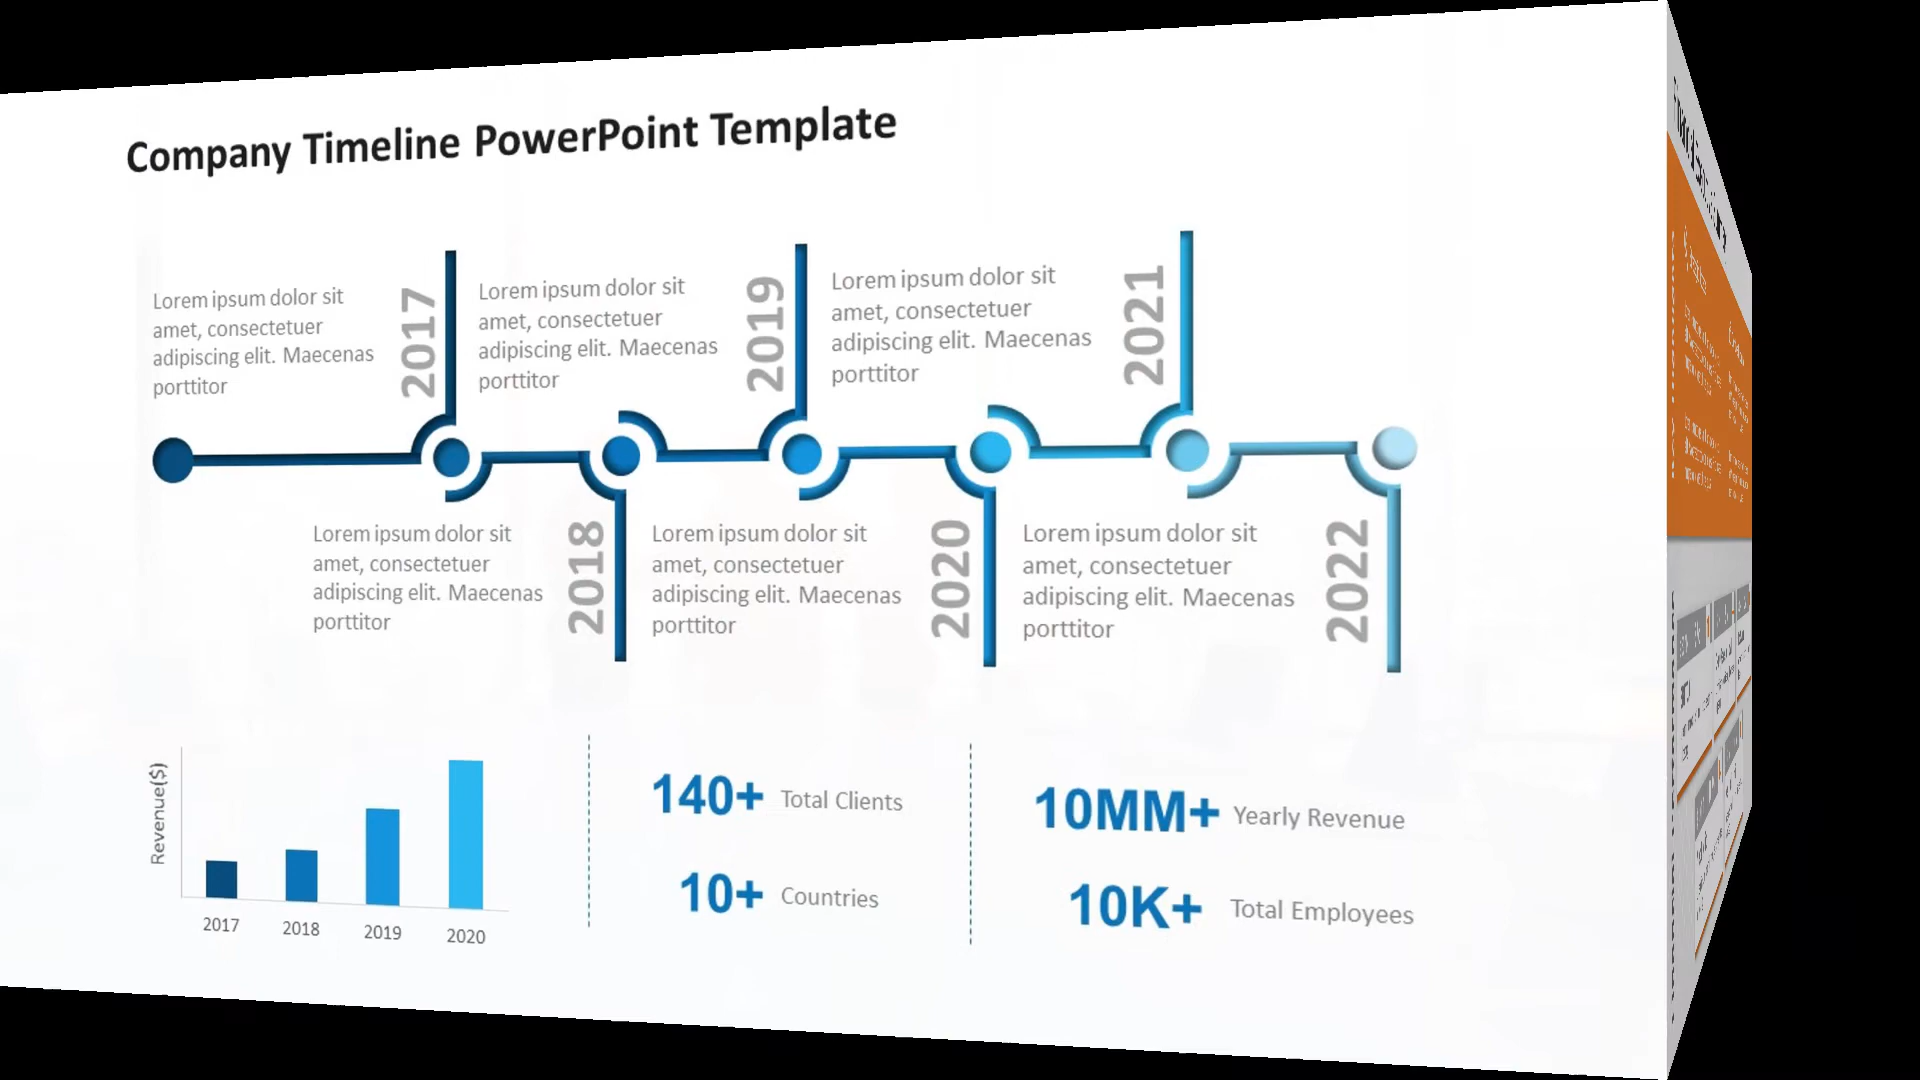 Company Timeline PowerPoint Template
Lorem ipsum dolor sit
amet, consectetuer
adipiscing elit. Maecenas
porttitor
2017
Lorem ipsum dolor sit
amet, consectetuer
adipiscing elit. Maecenas
porttitor
2019
Lorem ipsum dolor sit
amet, consectetuer
adipiscing elit. Maecenas
porttitor
2021
Lorem ipsum dolor sit
amet, consectetuer
adipiscing elit. Maecenas
porttitor
2018
Lorem ipsum dolor sit
amet, consectetuer
adipiscing elit. Maecenas
porttitor
2020
Lorem ipsum dolor sit
amet, consectetuer
adipiscing elit. Maecenas
porttitor
2022
Revenue($)
2017
2018
2019
2020
140+ Total Clients
10+ Countries
10MM+ Yearly Revenue
10K+ Total Employees